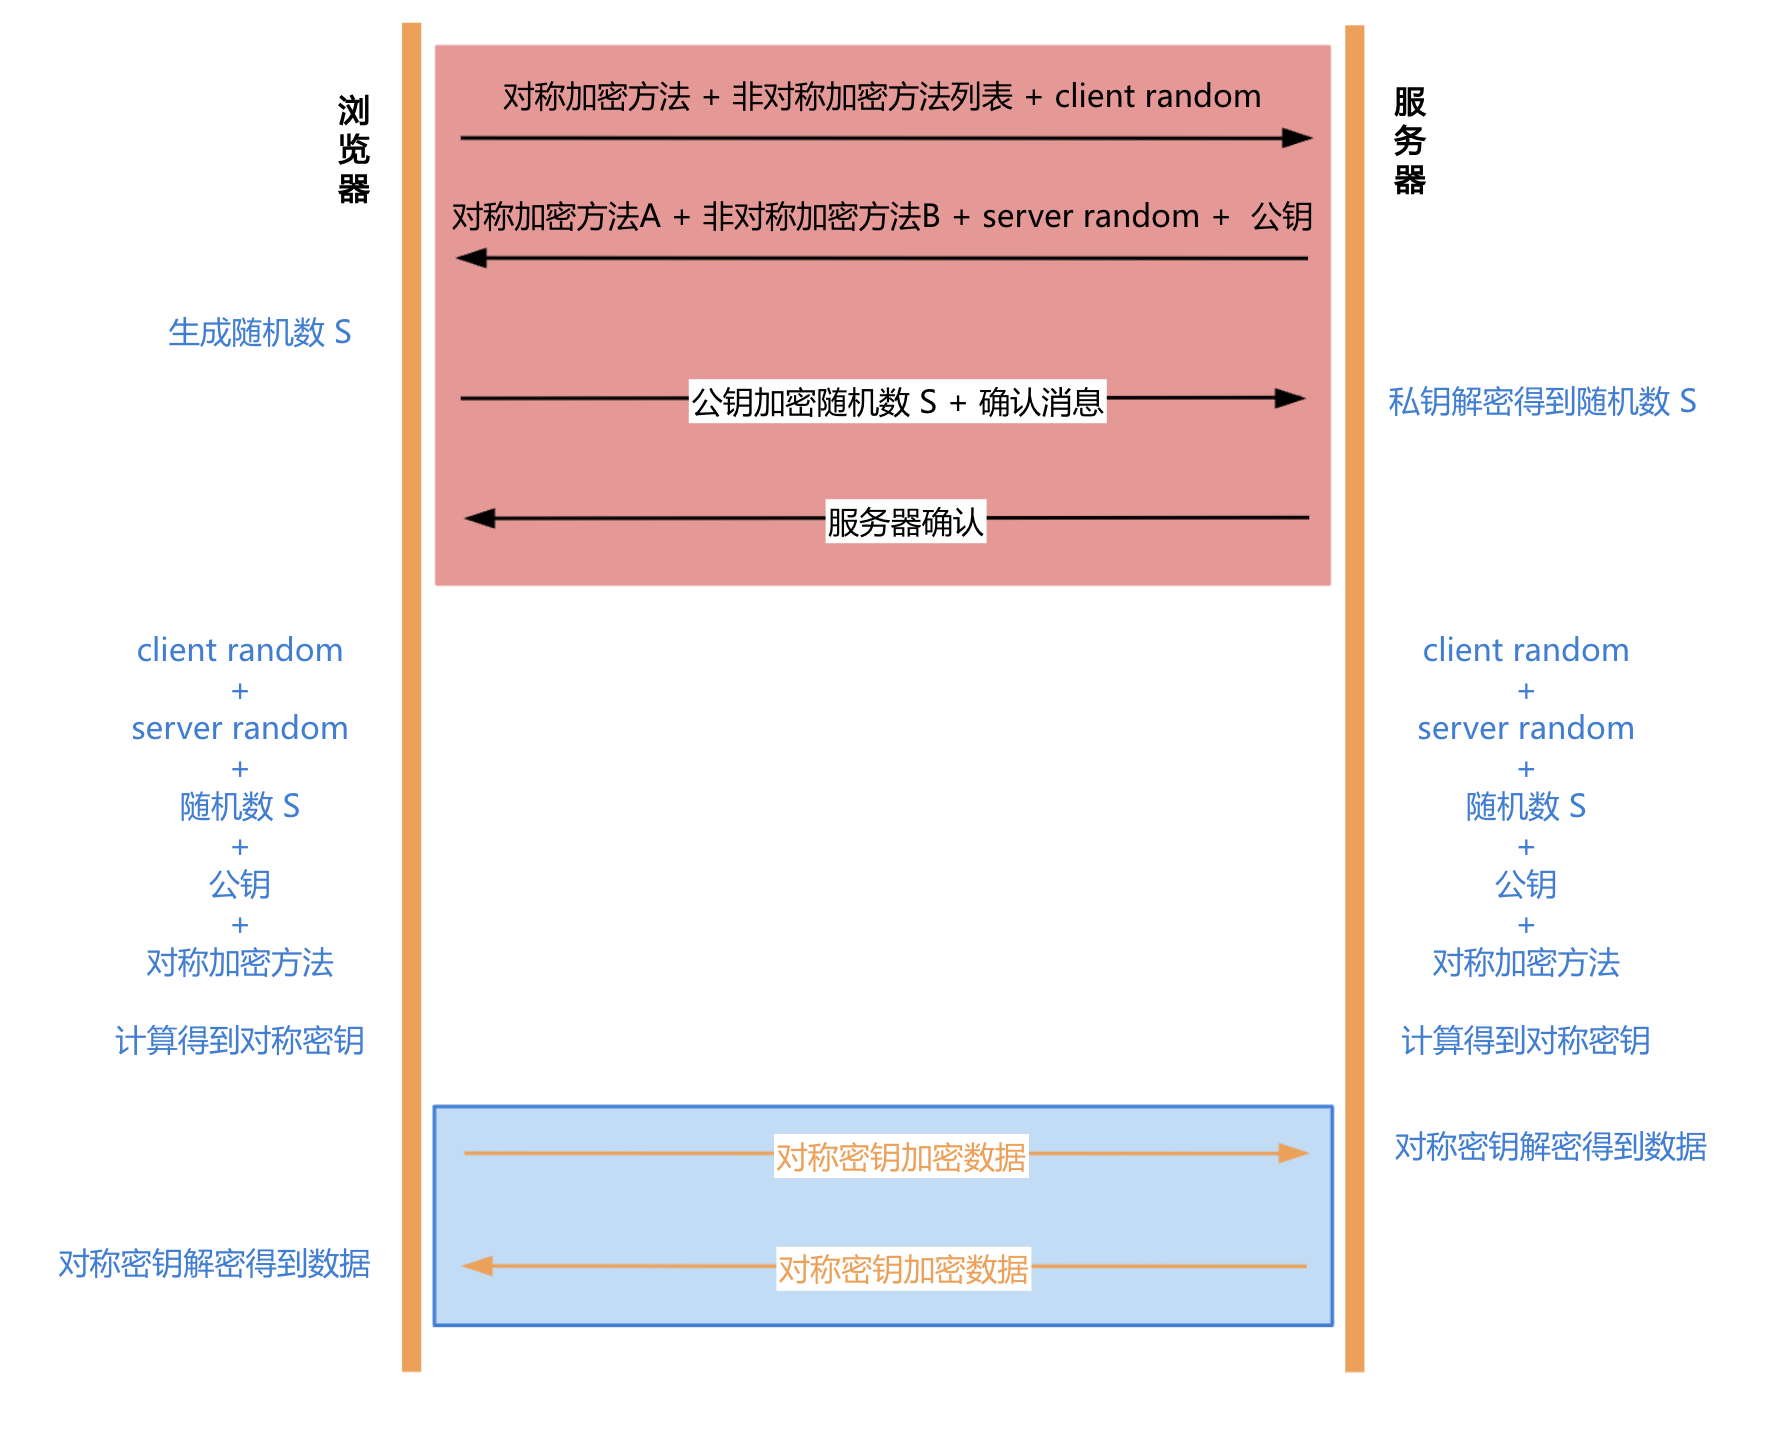 浏览器
服务器
对称加密方法 + 非对称加密方法列表 + client random
对称加密方法A + 非对称加密方法B + server random + 公钥
生成随机数 S
公钥加密随机数 S + 确认消息
私钥解密得到随机数 S
服务器确认
client random
+
server random
+
随机数 S
+
公钥
+
对称加密方法
计算得到对称密钥
client random
+
server random
+
随机数 S
+
公钥
+
对称加密方法
计算得到对称密钥
对称密钥加密数据
对称密钥解密得到数据
对称密钥解密得到数据
对称密钥加密数据